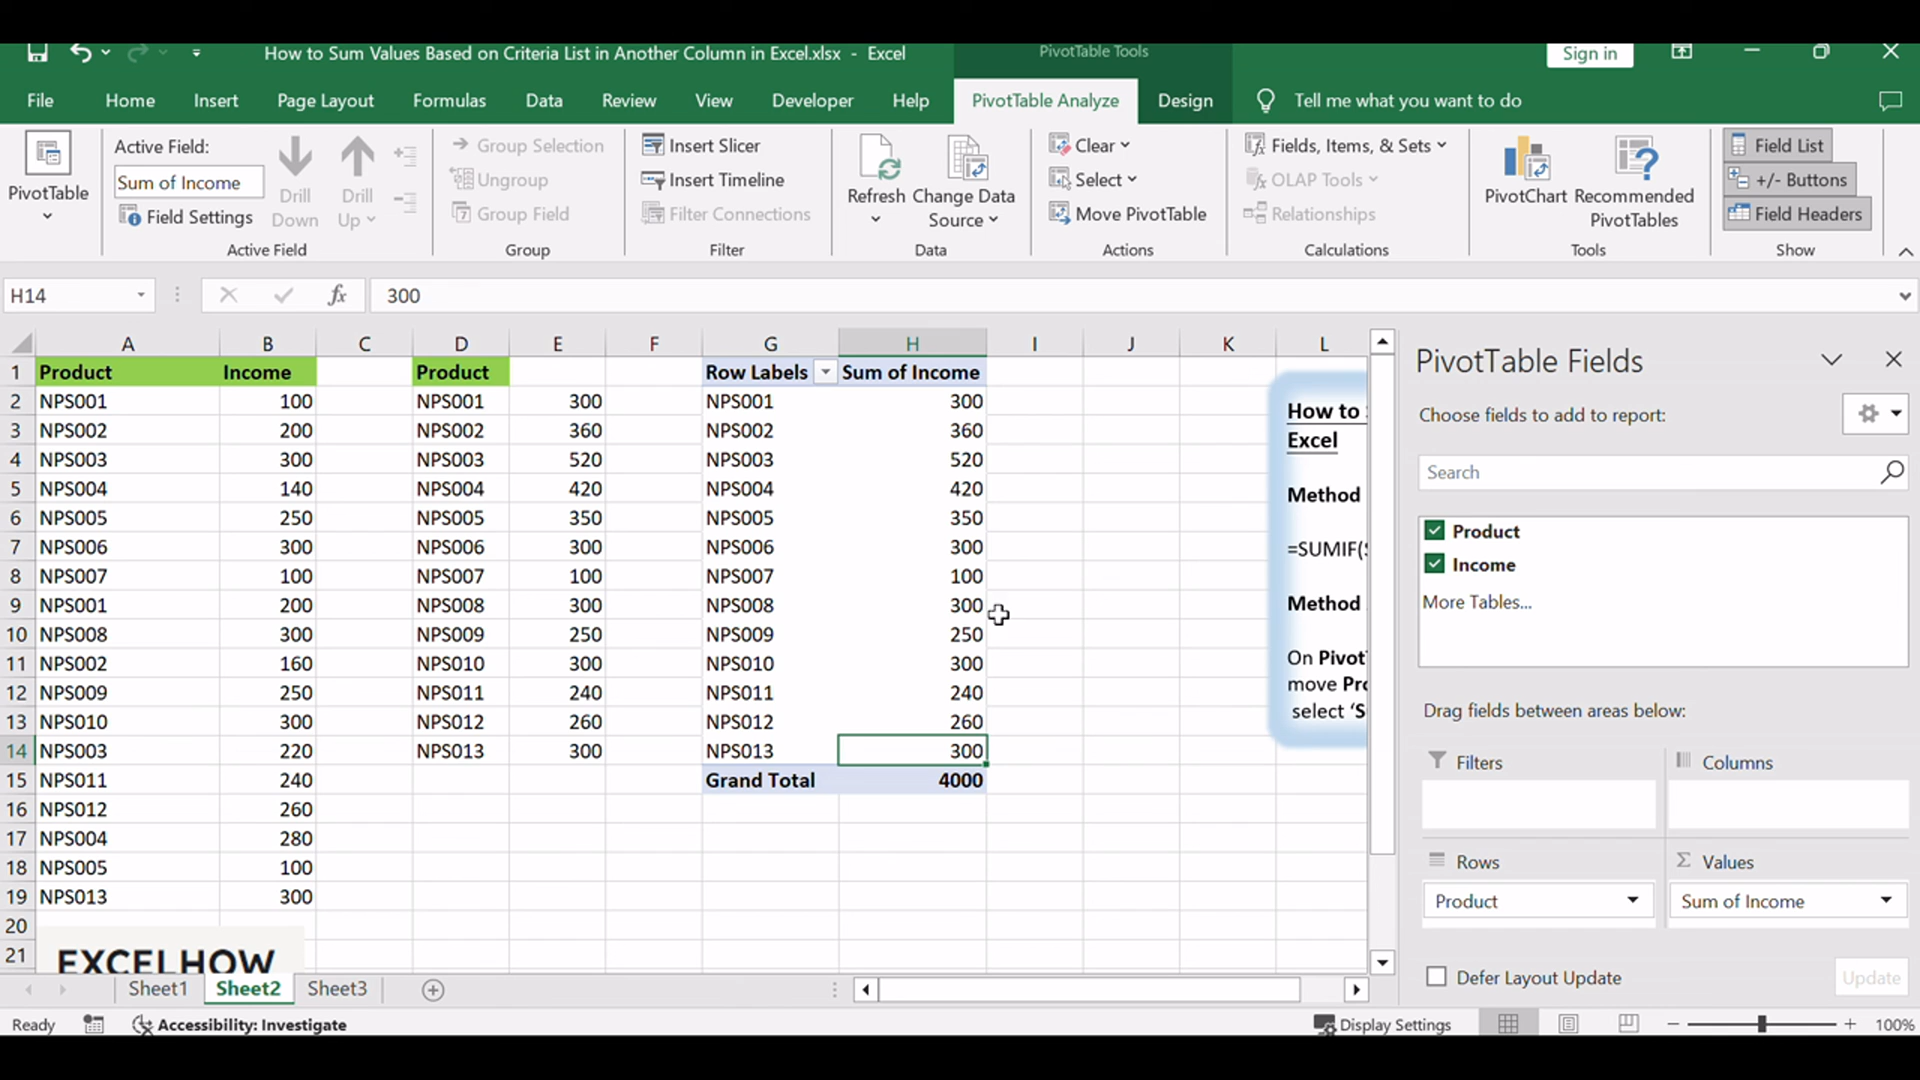 How to Sum Values Based on Criteria List in Another Column in Excel.xlsx - Excel
PivotTable Tools
Sign in
File Home Insert Page Layout Formulas Data Review View Developer Help PivotTable Analyze Design Tell me what you want to do
PivotTable
Active Field:
Sum of Income
Field Settings
Drill Down
Drill Up
Active Field
Group Selection
Ungroup
Group Field
Group
Insert Slicer
Insert Timeline
Filter Connections
Filter
Refresh
Change Data Source
Data
Clear
Select
Move PivotTable
Actions
Fields, Items, & Sets
OLAP Tools
Relationships
Calculations
PivotChart
Recommended PivotTables
Tools
Field List
+/- Buttons
Field Headers
Show
H14 fx 300
A B C D E F G H I J K L
1 Product Income Product Row Labels Sum of Income
2 NPS001 100 NPS001 300 NPS001 300
3 NPS002 200 NPS002 360 NPS002 360
4 NPS003 300 NPS003 520 NPS003 520
5 NPS004 140 NPS004 420 NPS004 420
6 NPS005 250 NPS005 350 NPS005 350
7 NPS006 300 NPS006 300 NPS006 300
8 NPS007 100 NPS007 100 NPS007 100
9 NPS001 200 NPS008 300 NPS008 300
10 NPS008 300 NPS009 250 NPS009 250
11 NPS002 160 NPS010 300 NPS010 300
12 NPS009 250 NPS011 240 NPS011 240
13 NPS010 300 NPS012 260 NPS012 260
14 NPS003 220 NPS013 300 NPS013 300
15 NPS011 240 Grand Total 4000
16 NPS012 260
17 NPS004 280
18 NPS005 100
19 NPS013 300
20
21
EXCELHOW
How to
Excel
Method
=SUMIF(
Method
On
move
select
PivotTable Fields
Choose fields to add to report:
Search
Product
Income
More Tables...
Drag fields between areas below:
Filters
Columns
Rows
Values
Product
Sum of Income
Defer Layout Update
Update
Sheet1 Sheet2 Sheet3
Ready
Accessibility: Investigate
Display Settings
100%